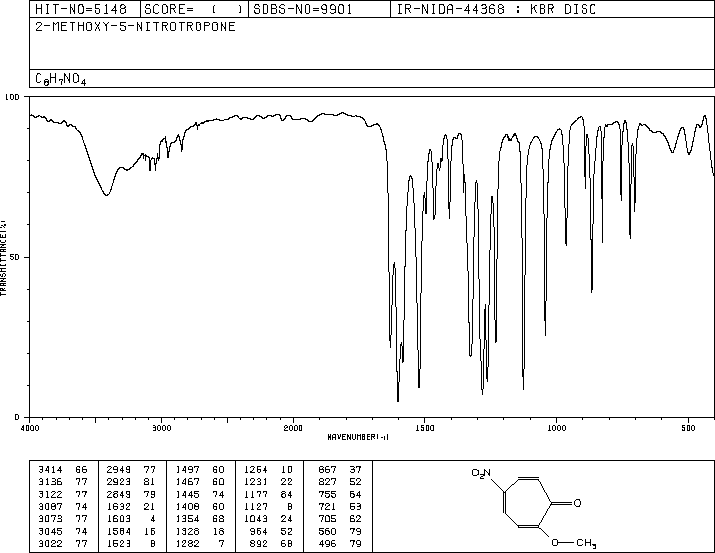 HIT-NO=5148 SCORE= ( ) SDBS-NO=9901 IR-NIDA-44368 : KBR DISC
2-METHOXY-5-NITROTROPONE
C8H7NO4
100
TRANSMITTANCE(%)
50
0
4000 3000 2000 1500 1000 500
WAVENUMBER(-1)
3414 66 2949 77 1497 60 1264 10 867 37
3136 77 2923 81 1467 60 1231 22 827 52
3122 77 2849 79 1445 74 1177 84 755 64
3087 74 1632 21 1408 60 1127 8 721 53
3073 77 1603 4 1354 68 1043 24 705 62
3045 74 1584 16 1328 18 964 52 560 79
3022 77 1523 8 1282 7 892 68 496 79
O2N
O
O
CH3